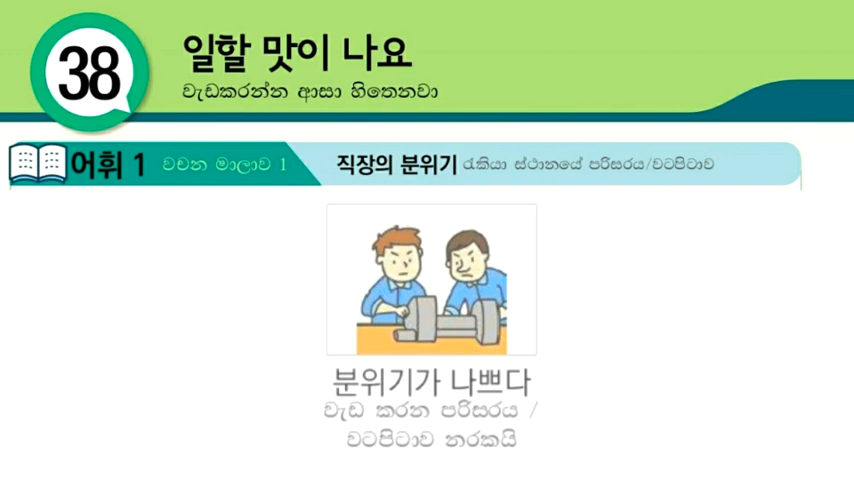 38
일할 맛이 나요
වැඩකරන්න ආසා හිතෙනවා
어휘 1 වචන මාලාව 1 직장의 분위기 රැකියා ස්ථානයේ පරිසරය/වටපිටාව
분위기가 나쁘다
වැඩ කරන පරිසරය /
වටපිටාව නරකයි